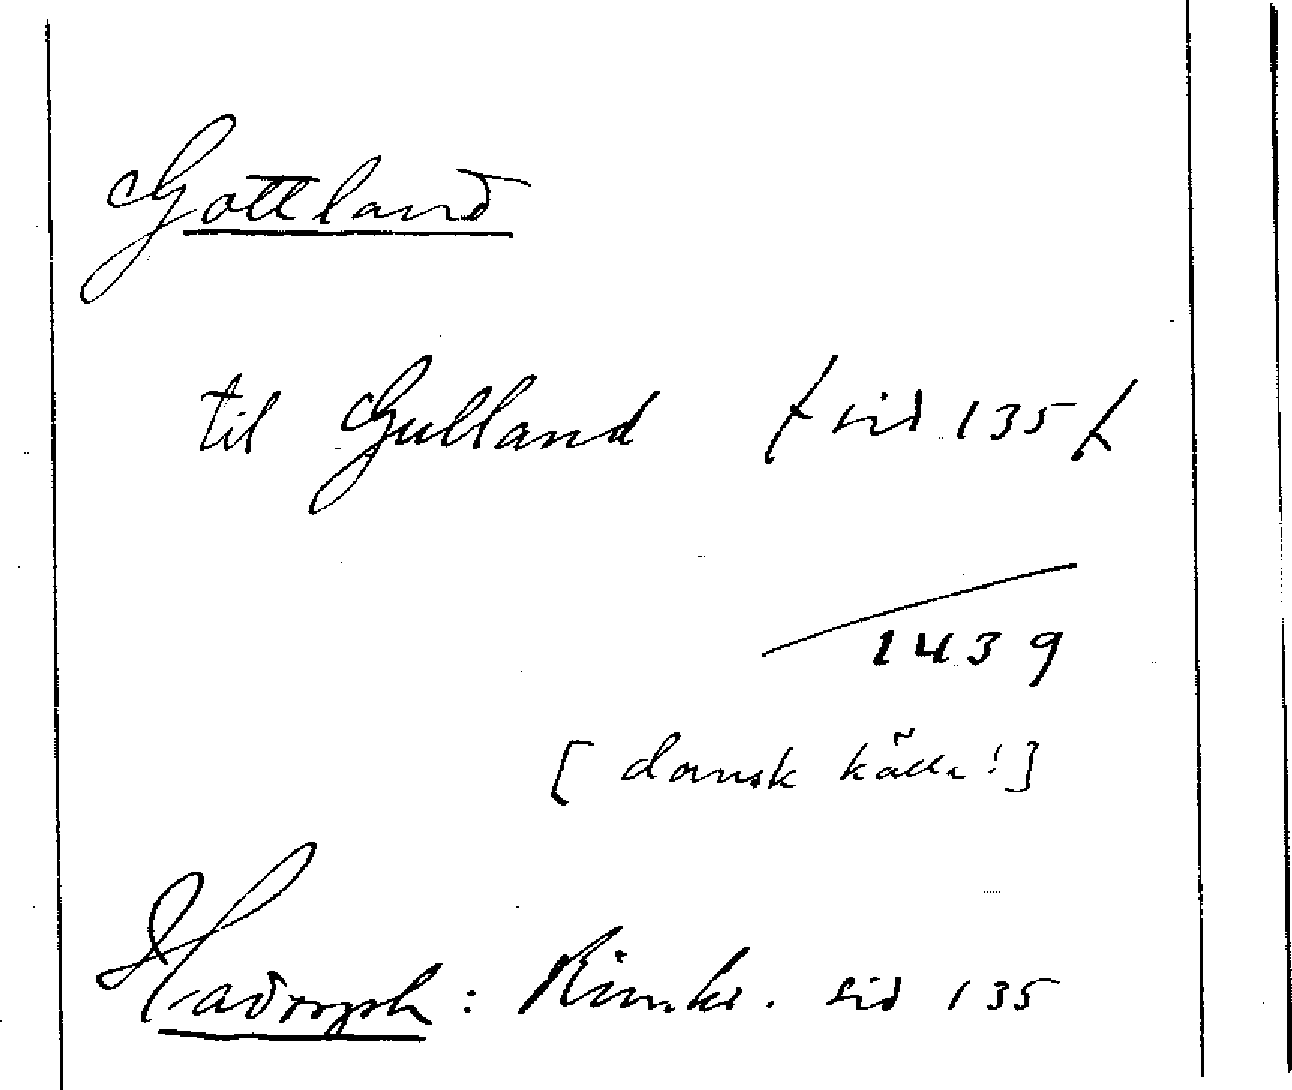 Gottland
til Gulland / sid 135 /
1439
[ dansk källa! ]
Hadorph : Rimkr. sid 135